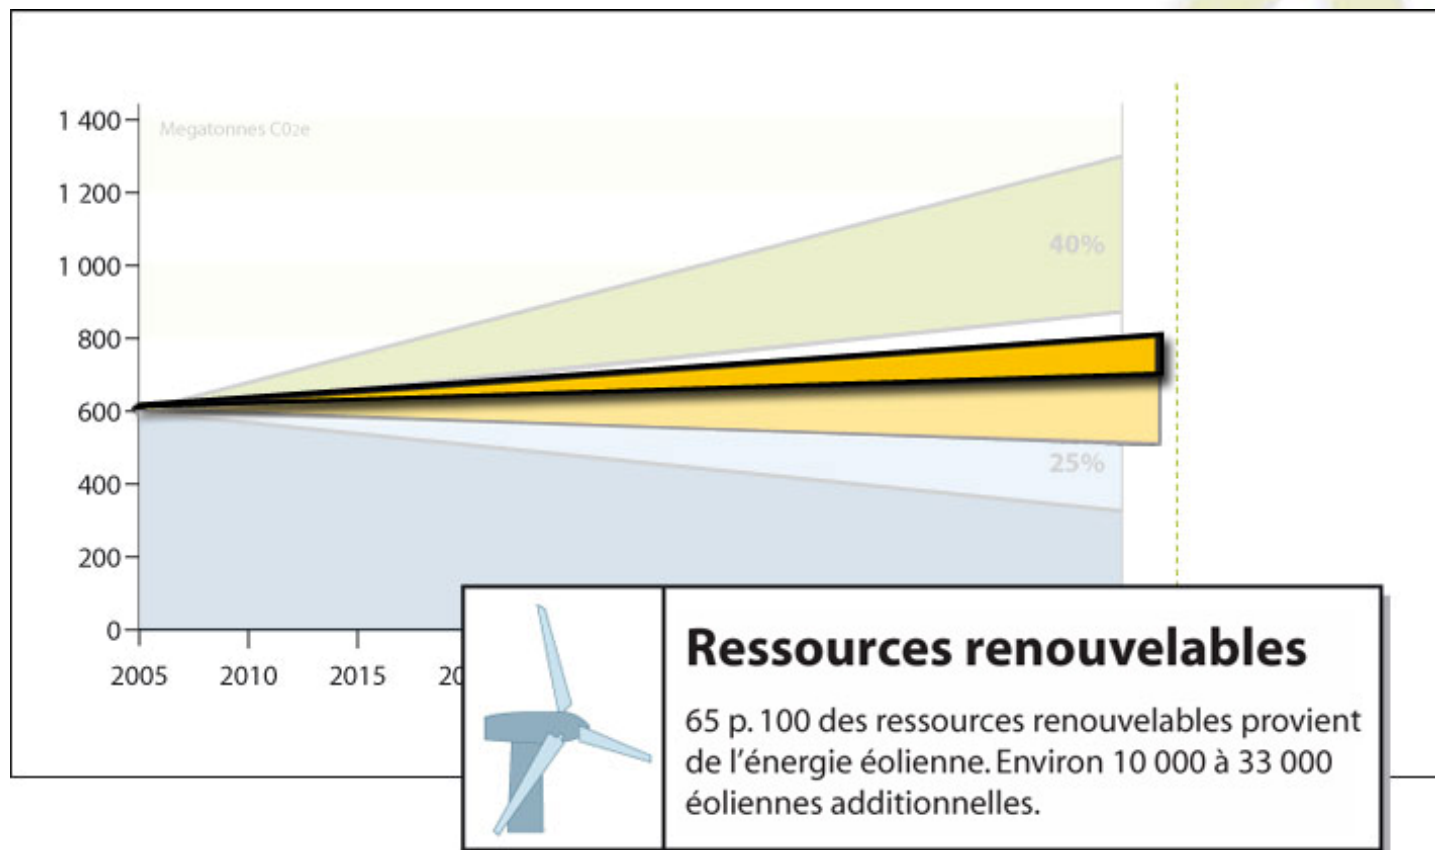 1 400
Megatonnes C02e
1 200
1 000
40%
800
600
25%
400
200
0
2005 2010 2015
Ressources renouvelables
65 p. 100 des ressources renouvelables provient
de l’énergie éolienne. Environ 10 000 à 33 000
éoliennes additionnelles.